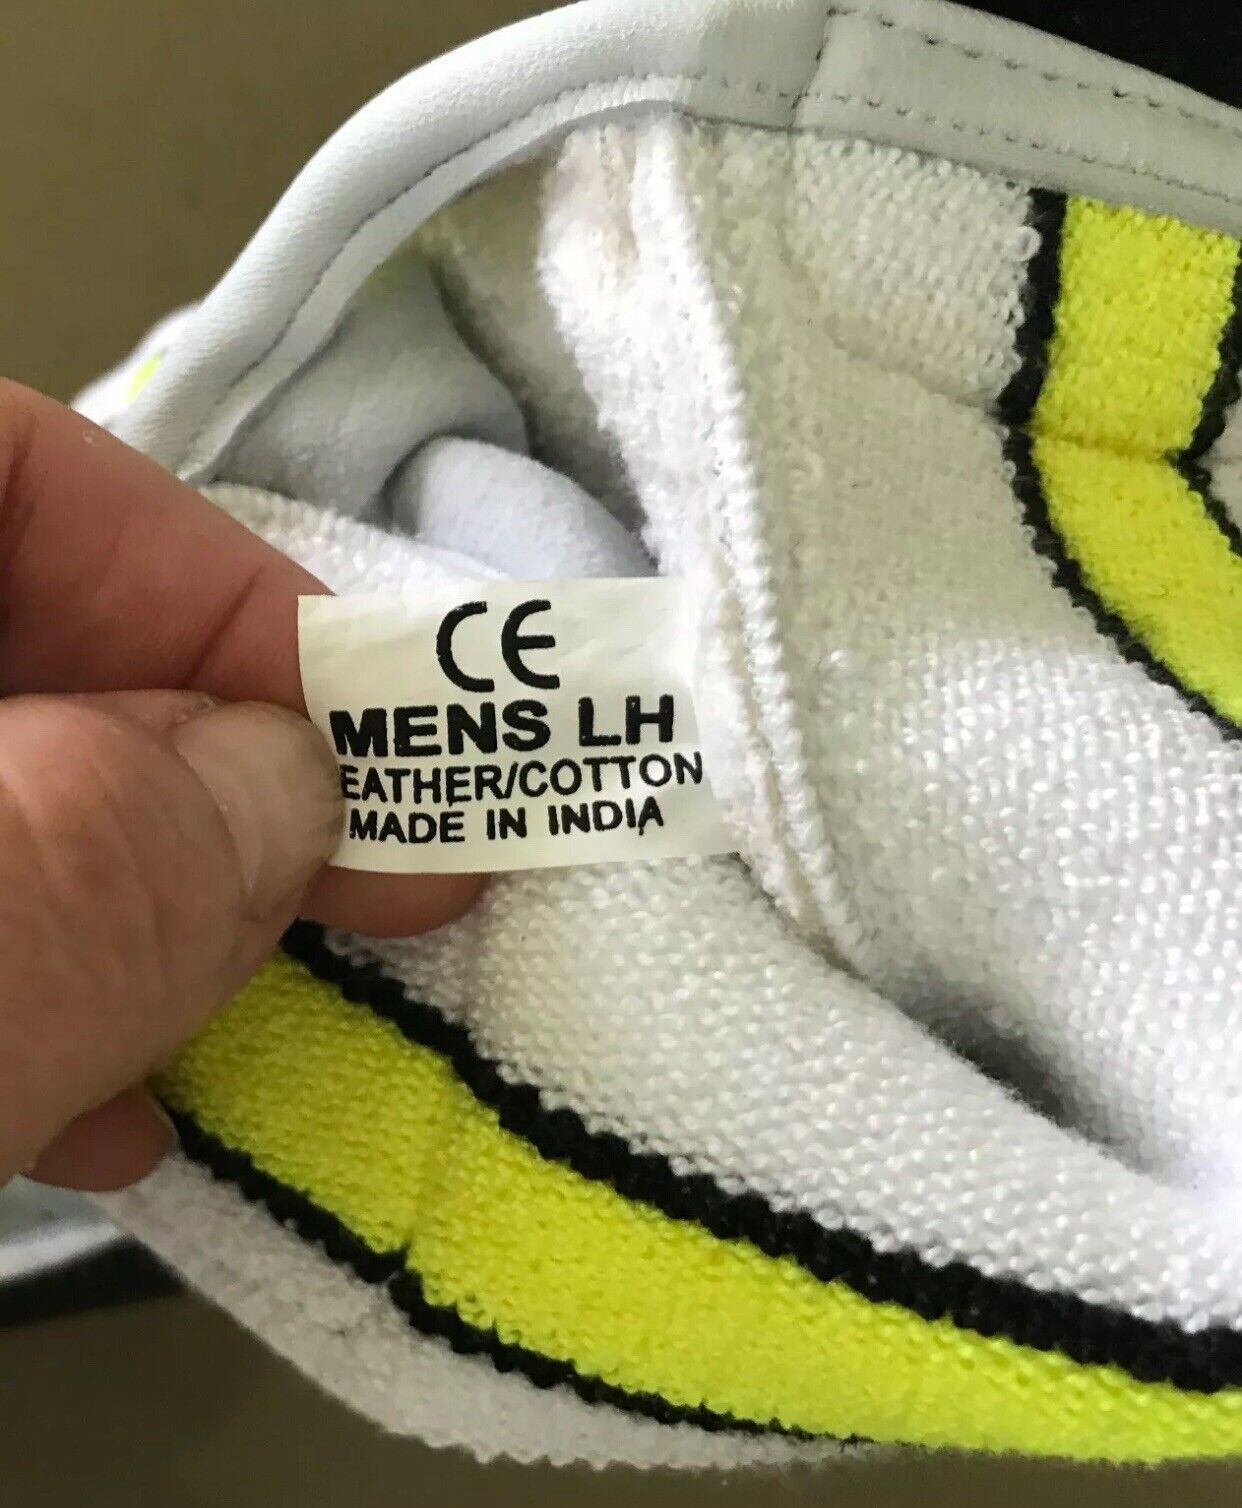 CE
MENS LH
EATHER/COTTON
MADE IN INDIA